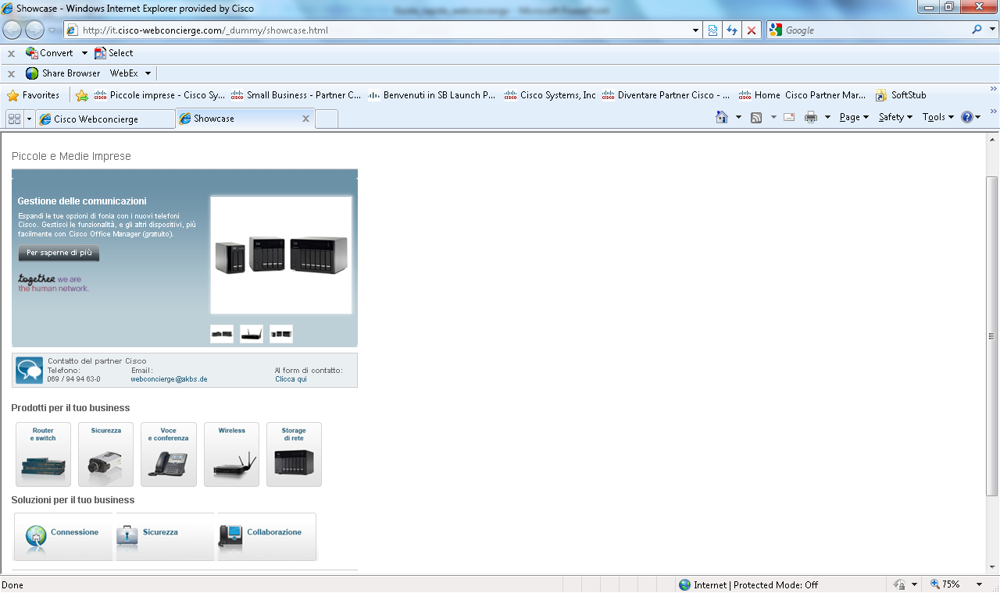 Showcase - Windows Internet Explorer provided by Cisco
http://it.cisco-webconcierge.com/_dummy/showcase.html
Google
Convert
Select
Share Browser WebEx
Favorites
Piccole imprese - Cisco Sy...
Small Business - Partner C...
Benvenuti in SB Launch P...
Cisco Systems, Inc
Diventare Partner Cisco - ...
Home Cisco Partner Mar...
SoftStub
Cisco Webconcierge
Showcase
Page
Safety
Tools
Piccole e Medie Imprese
Gestione delle comunicazioni
Espandi le tue opzioni di fonia con i nuovi telefoni
Cisco. Gestisci le funzionalità, e gli altri dispositivi, più
facilmente con Cisco Office Manager (gratuito).
Per saperne di più
together we are
the human network.
Contatto del partner Cisco
Telefono:
069 / 94 94 63-0
Email:
webconcierge@akbs.de
Al form di contatto:
Clicca qui
Prodotti per il tuo business
Router
e switch
Sicurezza
Voce
e conferenza
Wireless
Storage
di rete
Soluzioni per il tuo business
Connessione
Sicurezza
Collaborazione
Done
Internet | Protected Mode: Off
75%